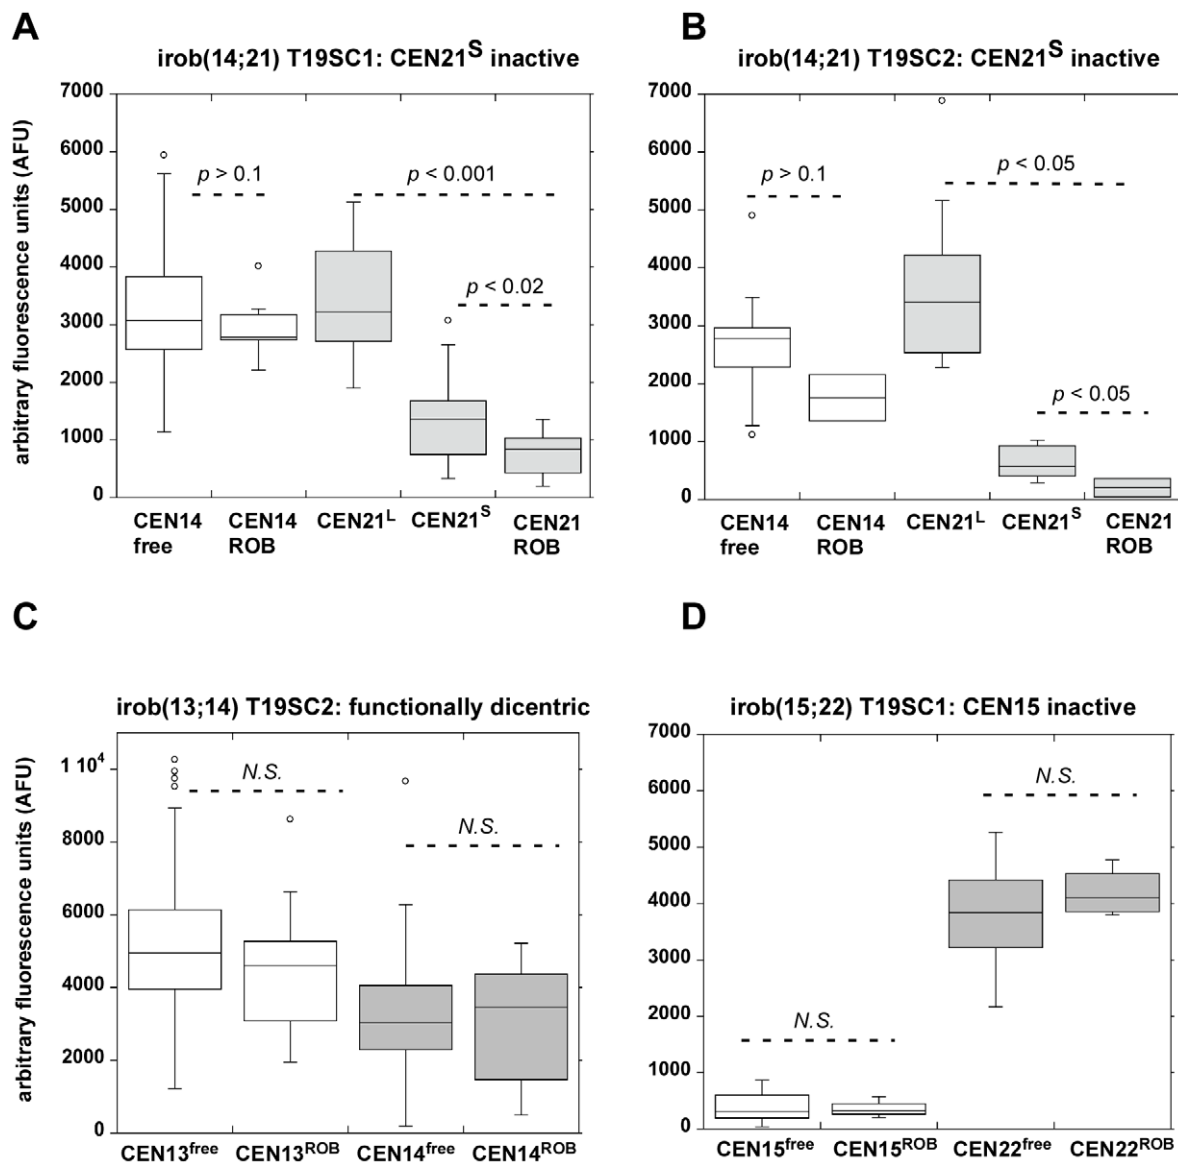 A
irob(14;21) T19SC1: CEN21S inactive
arbitrary fluorescence units (AFU)
7000
6000
5000
4000
3000
2000
1000
0
p > 0.1
p < 0.001
p < 0.02
CEN14 free
CEN14 ROB
CEN21L
CEN21S
CEN21 ROB
B
irob(14;21) T19SC2: CEN21S inactive
7000
6000
5000
4000
3000
2000
1000
0
p > 0.1
p < 0.05
p < 0.05
CEN14 free
CEN14 ROB
CEN21L
CEN21S
CEN21 ROB
C
irob(13;14) T19SC2: functionally dicentric
arbitrary fluorescence units (AFU)
1 104
8000
6000
4000
2000
0
N.S.
N.S.
CEN13free
CEN13ROB
CEN14free
CEN14ROB
D
irob(15;22) T19SC1: CEN15 inactive
7000
6000
5000
4000
3000
2000
1000
0
N.S.
N.S.
CEN15free
CEN15ROB
CEN22free
CEN22ROB